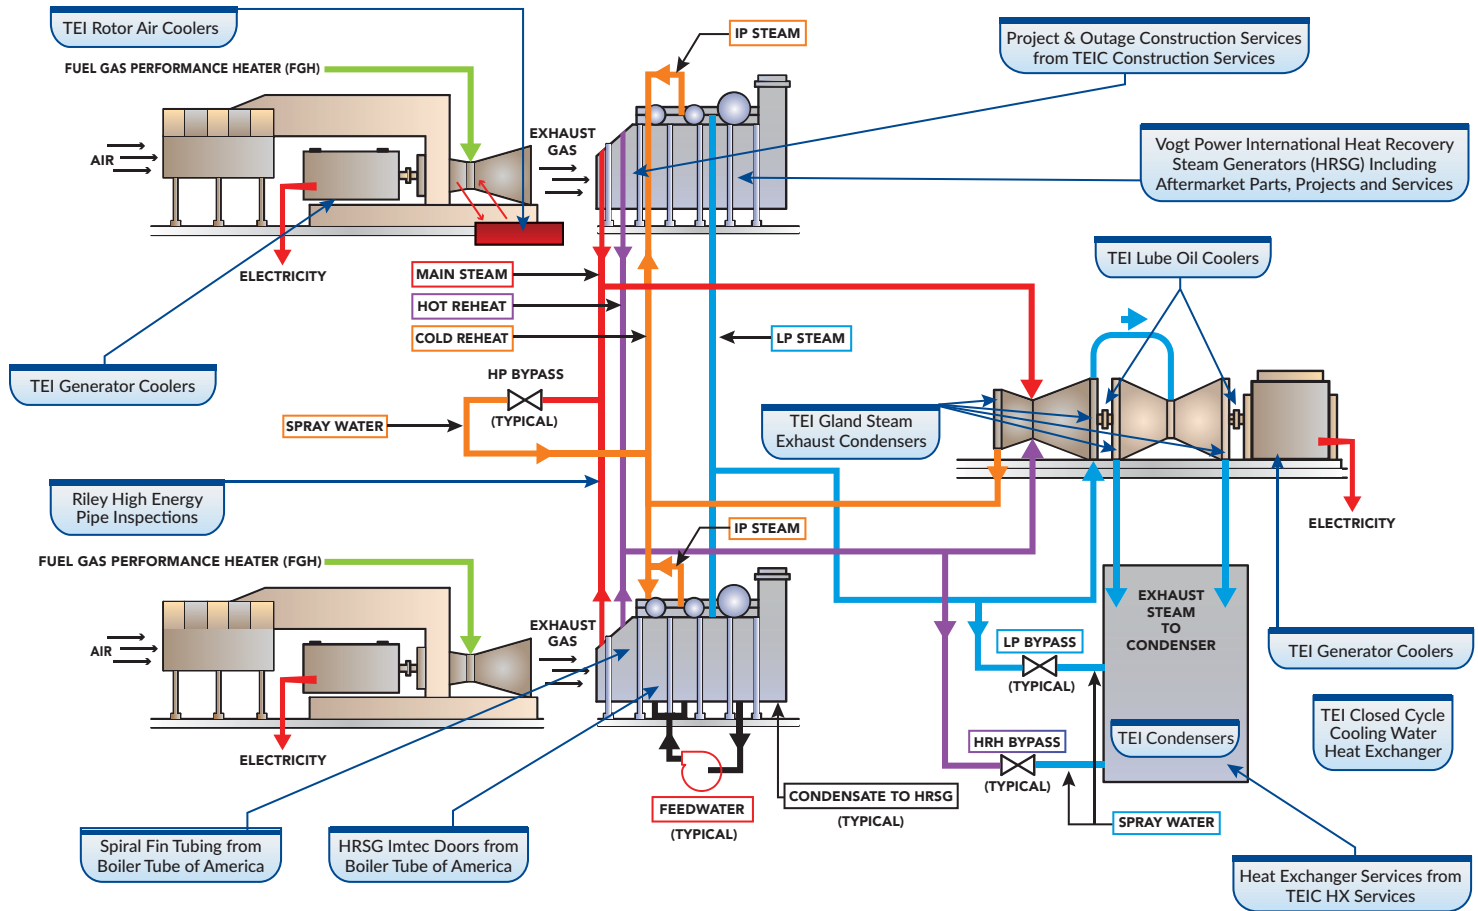 TEI Rotor Air Coolers
FUEL GAS PERFORMANCE HEATER (FGH)
AIR
EXHAUST
GAS
ELECTRICITY
IP STEAM
Project & Outage Construction Services
from TEIC Construction Services
Vogt Power International Heat Recovery
Steam Generators (HRSG) Including
Aftermarket Parts, Projects and Services
TEI Lube Oil Coolers
MAIN STEAM
HOT REHEAT
COLD REHEAT
LP STEAM
TEI Generator Coolers
HP BYPASS
(TYPICAL)
SPRAY WATER
TEI Gland Steam
Exhaust Condensers
Riley High Energy
Pipe Inspections
ELECTRICITY
IP STEAM
FUEL GAS PERFORMANCE HEATER (FGH)
AIR
EXHAUST
GAS
ELECTRICITY
EXHAUST
STEAM
TO
CONDENSER
LP BYPASS
(TYPICAL)
TEI Generator Coolers
TEI Condensers
TEI Closed Cycle
Cooling Water
Heat Exchanger
HRH BYPASS
(TYPICAL)
FEEDWATER
(TYPICAL)
CONDENSATE TO HRSG
(TYPICAL)
SPRAY WATER
Spiral Fin Tubing from
Boiler Tube of America
HRSG Imtec Doors from
Boiler Tube of America
Heat Exchanger Services from
TEIC HX Services